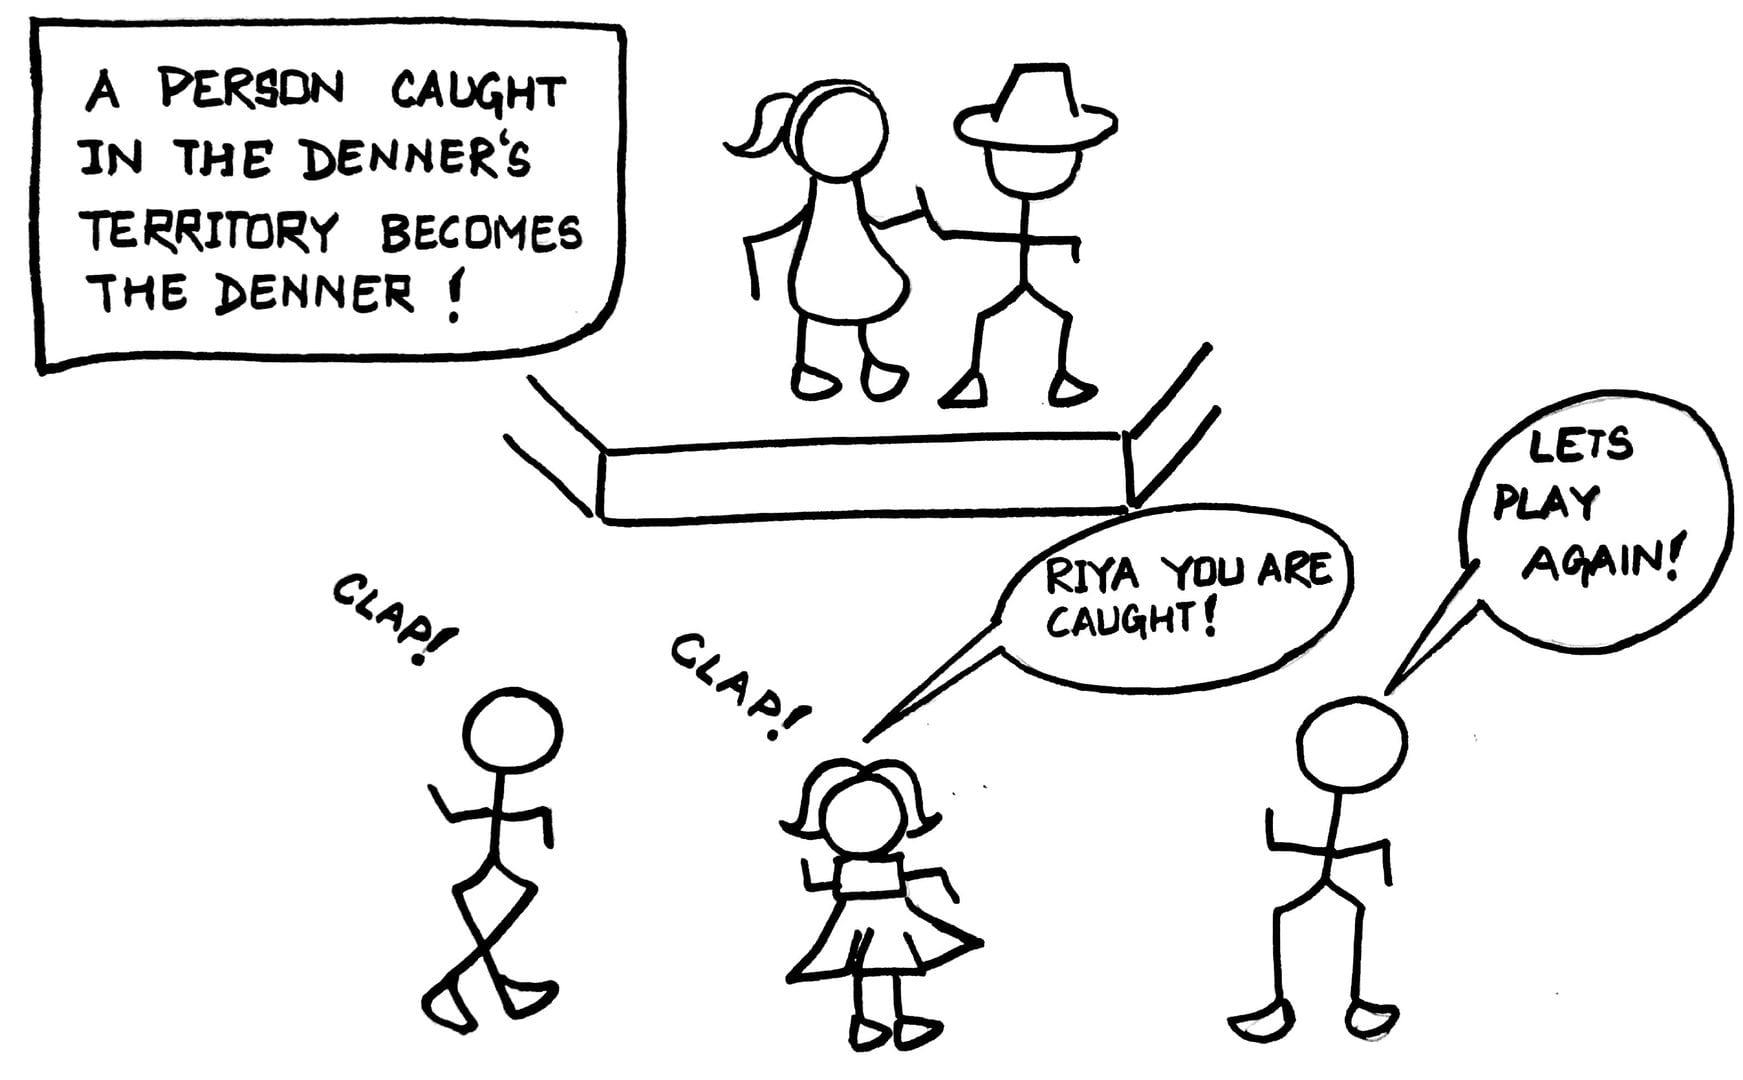 A PERSON CAUGHT
IN THE DENNER'S
TERRITORY BECOMES
THE DENNER !
LETS
PLAY
AGAIN!
RIYA YOU ARE
CAUGHT!
CLAP!
CLAP!